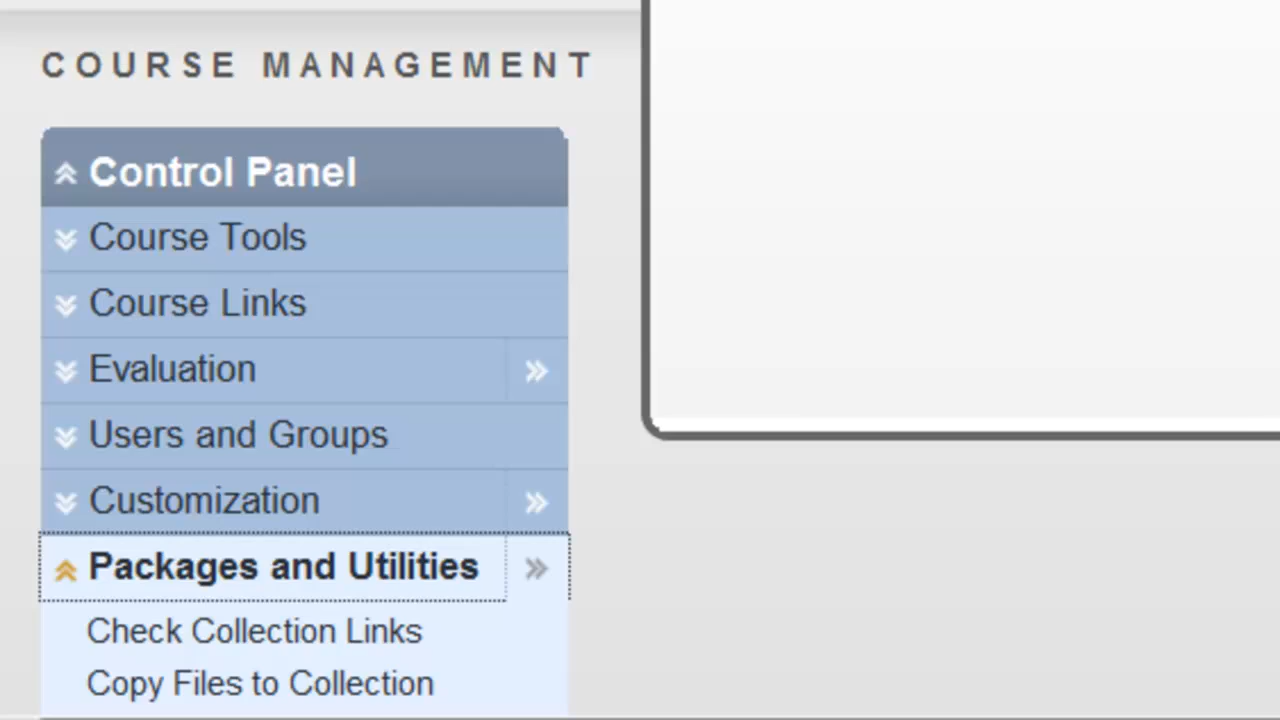 COURSE MANAGEMENT
Control Panel
Course Tools
Course Links
Evaluation
Users and Groups
Customization
Packages and Utilities
Check Collection Links
Copy Files to Collection